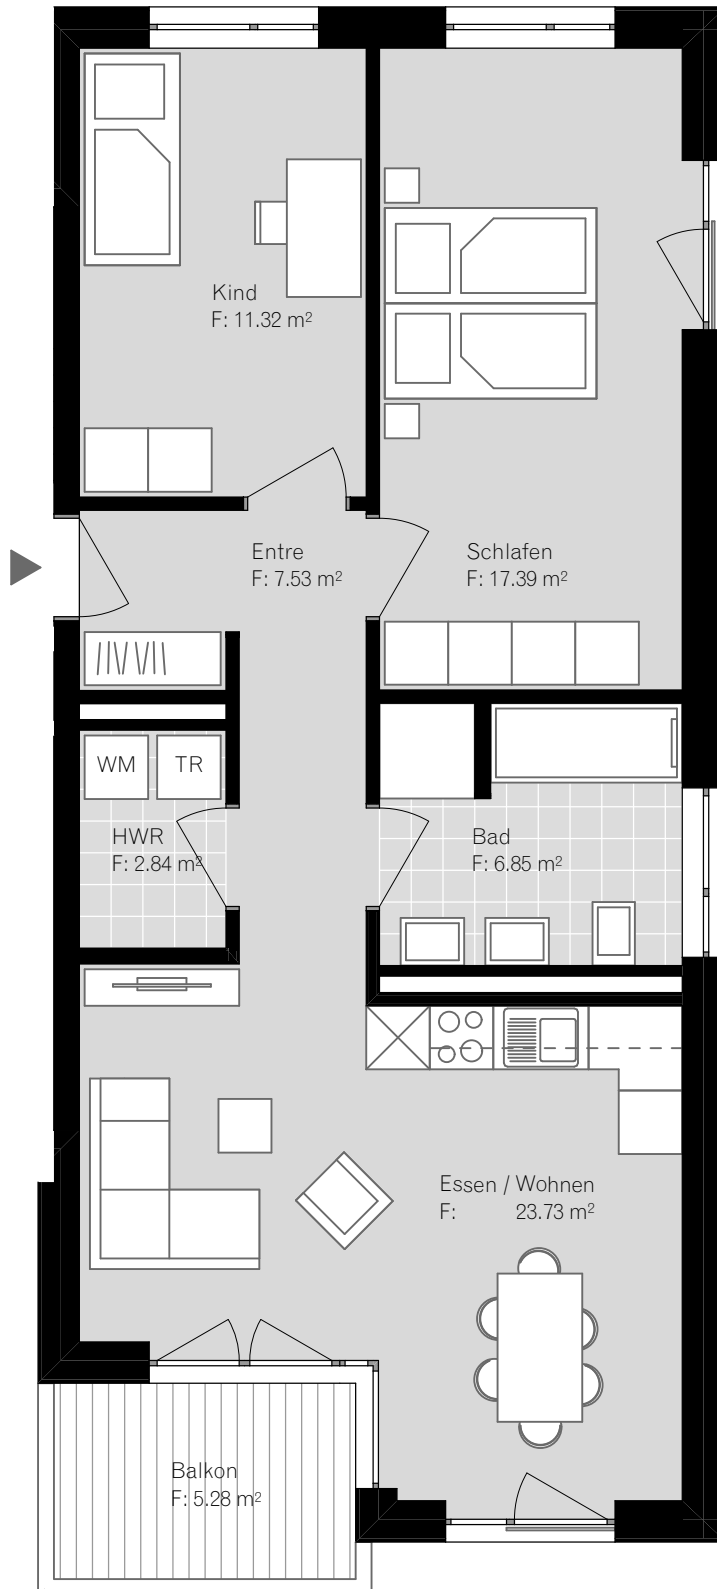 Kind
F: 11.32 m²
Entre
F: 7.53 m²
Schlafen
F: 17.39 m²
WM
TR
HWR
F: 2.84 m²
Bad
F: 6.85 m²
Essen / Wohnen
F: 23.73 m²
Balkon
F: 5.28 m²